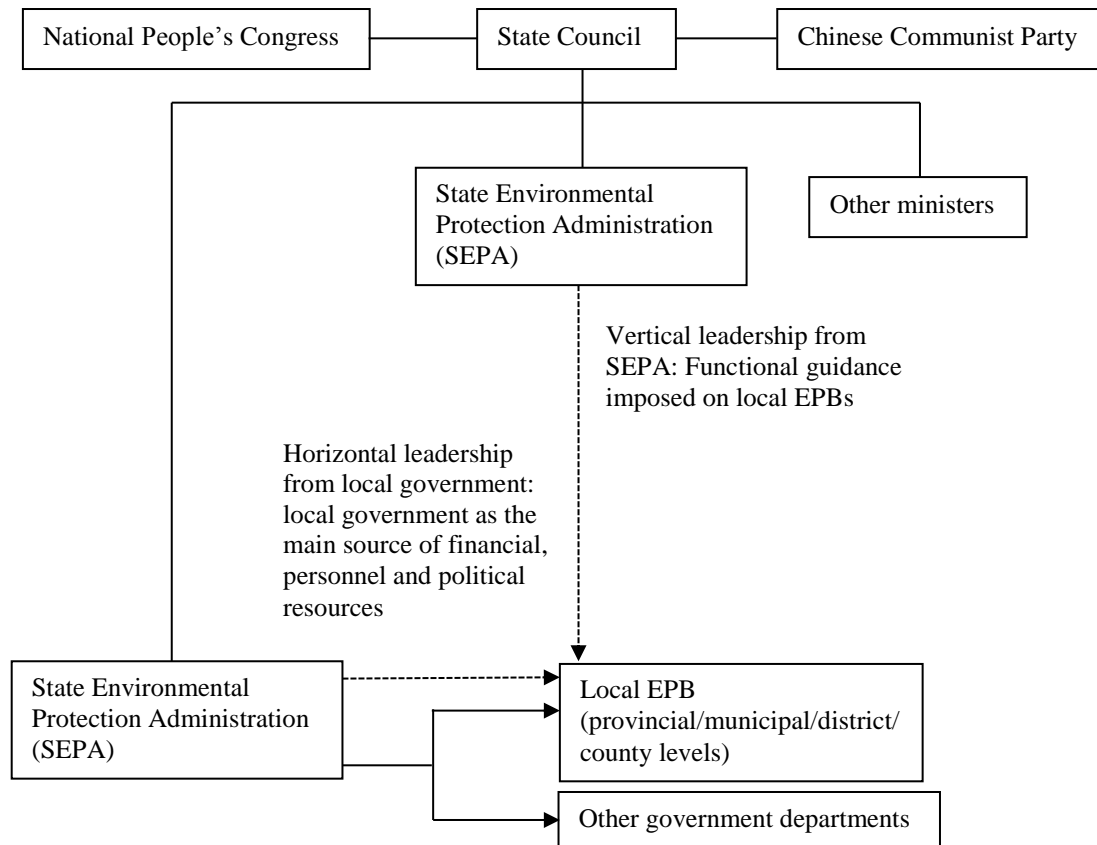 National People’s Congress
State Council
Chinese Communist Party
State Environmental
Protection Administration
(SEPA)
Other ministers
Vertical leadership from
SEPA: Functional guidance
imposed on local EPBs
Horizontal leadership
from local government:
local government as the
main source of financial,
personnel and political
resources
State Environmental
Protection Administration
(SEPA)
Local EPB
(provincial/municipal/district/
county levels)
Other government departments